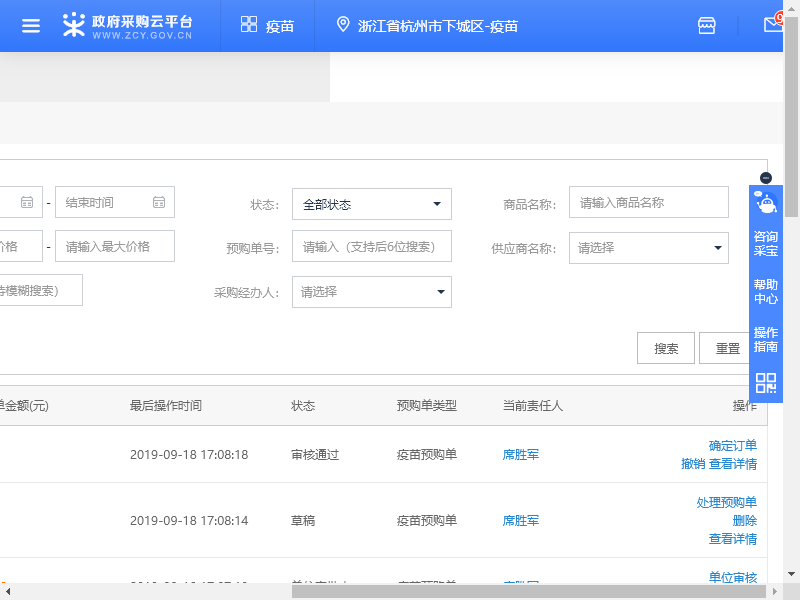 政府采购云平台
WWW.ZCY.GOV.CN
疫苗
浙江省杭州市下城区-疫苗
- 结束时间
状态：
全部状态
商品名称：
请输入商品名称
价格
- 请输入最大价格
预购单号：
请输入（支持后6位搜索）
供应商名称：
请选择
持模糊搜索）
采购经办人：
请选择
搜索
重置
咨询
采宝
帮助
中心
操作
指南
单金额(元)
最后操作时间
状态
预购单类型
当前责任人
操作
2019-09-18 17:08:18
审核通过
疫苗预购单
席胜军
确定订单
撤销 查看详情
2019-09-18 17:08:14
草稿
疫苗预购单
席胜军
处理预购单
删除
查看详情
单位审核